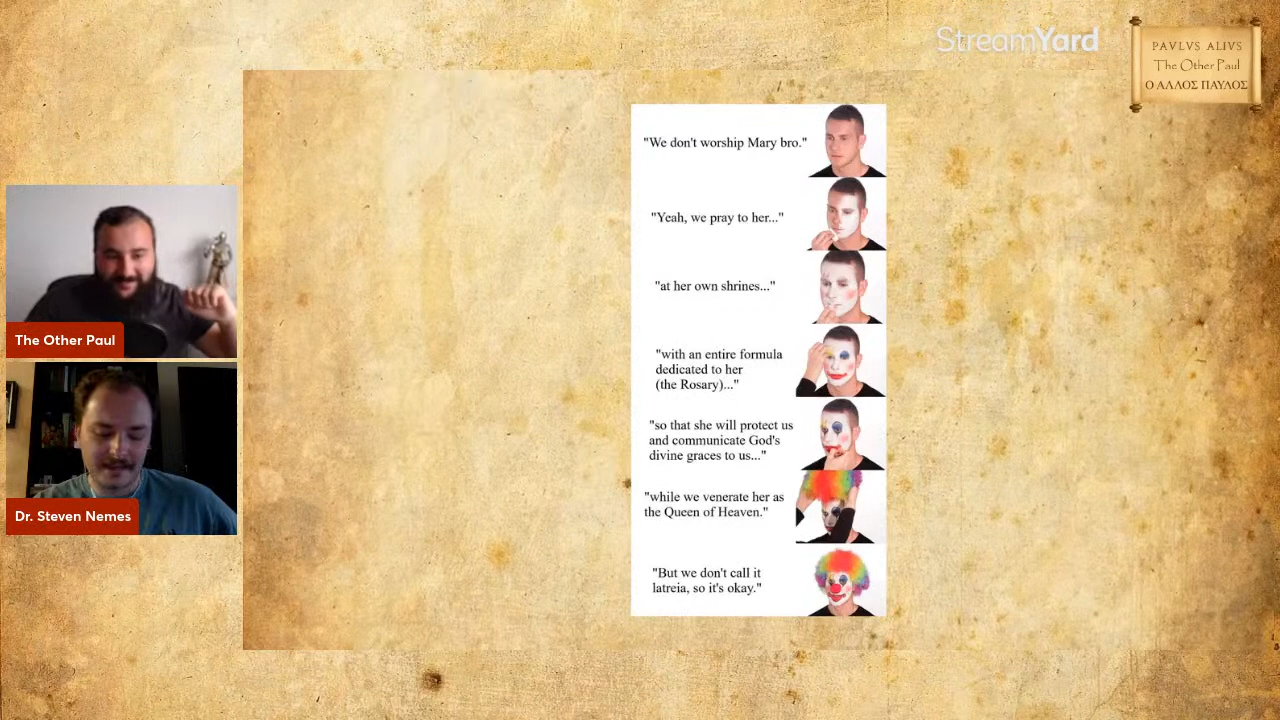 StreamYard
PAVLVS ALIVS
The Other Paul
Ο ΑΛΛΟΣ ΠΑΥΛΟΣ
"We don't worship Mary bro."
"Yeah, we pray to her..."
"at her own shrines..."
"with an entire formula
dedicated to her
(the Rosary)..."
"so that she will protect us
and communicate God's
divine graces to us..."
"while we venerate her as
the Queen of Heaven."
"But we don't call it
latreia, so it's okay."
The Other Paul
Dr. Steven Nemes